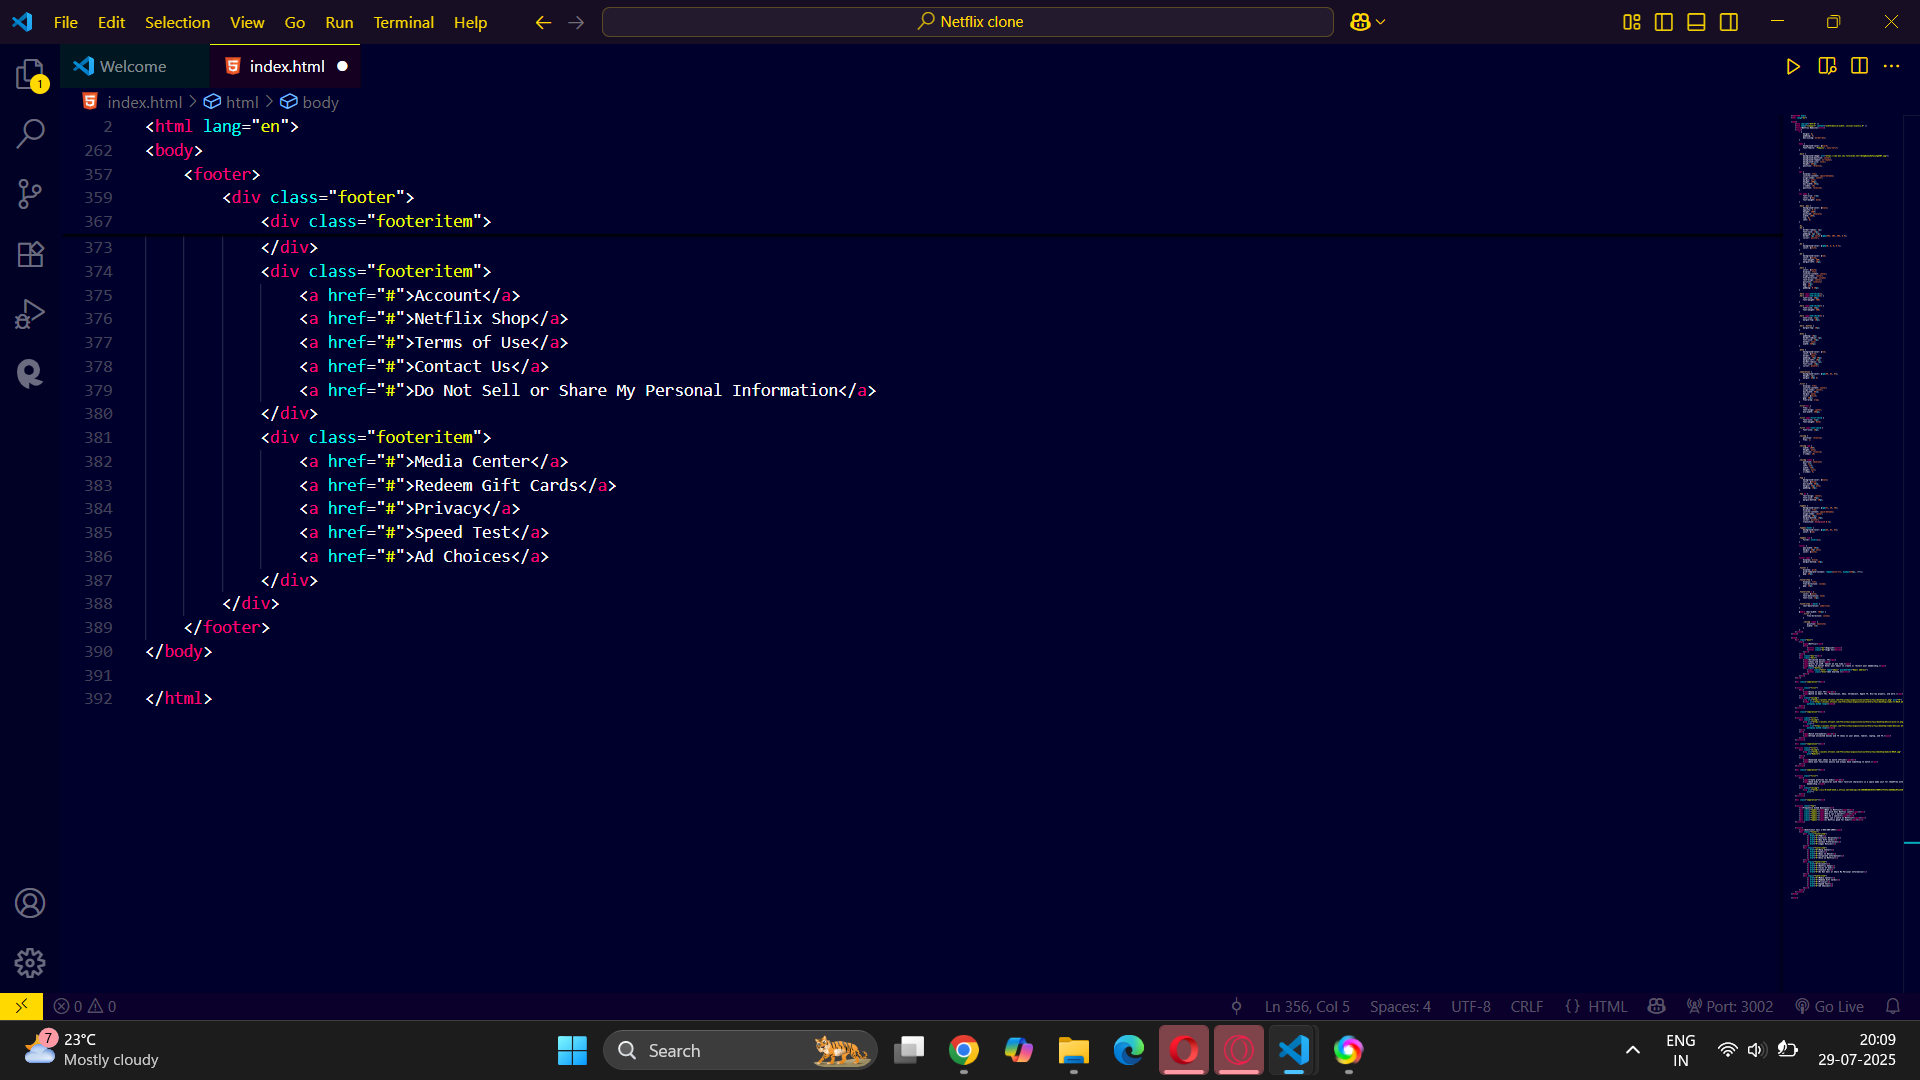 File Edit Selection View Go Run Terminal Help
Netflix clone
1
Welcome
index.html
index.html > html > body
2 <html lang="en">
262 <body>
357 <footer>
359 <div class="footer">
367 <div class="footeritem">
373 </div>
374 <div class="footeritem">
375 <a href="#">Account</a>
376 <a href="#">Netflix Shop</a>
377 <a href="#">Terms of Use</a>
378 <a href="#">Contact Us</a>
379 <a href="#">Do Not Sell or Share My Personal Information</a>
380 </div>
381 <div class="footeritem">
382 <a href="#">Media Center</a>
383 <a href="#">Redeem Gift Cards</a>
384 <a href="#">Privacy</a>
385 <a href="#">Speed Test</a>
386 <a href="#">Ad Choices</a>
387 </div>
388 </div>
389 </footer>
390 </body>
391
392 </html>
0 0
Ln 356, Col 5 Spaces: 4 UTF-8 CRLF {} HTML Port: 3002 Go Live
7
23°C
Mostly cloudy
Search
ENG
IN
20:09
29-07-2025